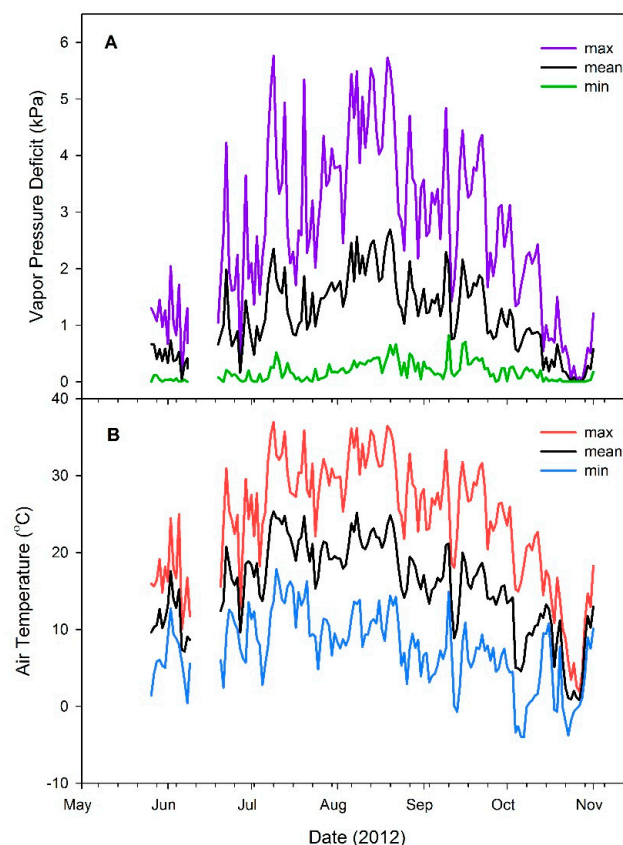 A
max
mean
min
Vapor Pressure Deficit (kPa)
6
5
4
3
2
1
0
B
max
mean
min
Air Temperature (°C)
40
30
20
10
0
-10
May
Jun
Jul
Aug
Sep
Oct
Nov
Date (2012)